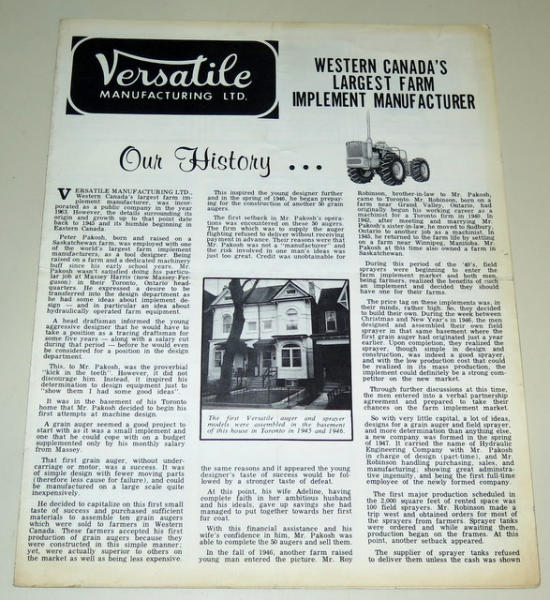 Versatile
MANUFACTURING LTD.
WESTERN CANADA'S
LARGEST FARM
IMPLEMENT MANUFACTURER
Our History ...
VERSATILE MANUFACTURING LTD.,
Western Canada's largest farm im-
plement manufacturer, was incor-
porated as a public company in the year
1963. However, the details surrounding its
origin and growth up to that point date
back to 1945 and its humble beginning in
Eastern Canada.
Peter Pakosh, born and raised on a
Saskatchewan farm, was employed with one
of the world's largest farm implement
manufacturers, as a tool designer. Being
raised on a farm and a dedicated machinery
buff since his early school years, Mr.
Pakosh wasn't satisfied doing his particu-
lar job at Massey Harris (now Massey-Fer-
guson) in their Toronto, Ontario head-
quarters. He expressed a desire to be
transferred into the design department as
he had some ideas about implement de-
sign — and in particular an idea about
hydraulically operated farm equipment.
A head draftsman informed the young
aggressive designer that he would have to
take a position as a tracing draftsman for
some five years — along with a salary cut
during that period — before he would even
be considered for a position in the design
department.
This, to Mr. Pakosh, was the proverbial
"kick in the teeth". However, it did not
discourage him. Instead, it inspired his
determination to design equipment just to
"show them I had some good ideas".
It was in the basement of his Toronto
home that Mr. Pakosh decided to begin his
first attempts at machine design.
A grain auger seemed a good project to
start with as it was a small implement and
one that he could cope with on a budget
supplemented only by his monthly salary
from Massey.
That first grain auger, without under-
carriage or motor, was a success. It was
of simple design with fewer moving parts
(therefore less cause for failure), and could
be manufactured on a large scale quite
inexpensively.
He decided to capitalize on this first small
taste of success and purchased sufficient
materials to assemble ten grain augers
which were sold to farmers in Western
Canada. These farmers accepted his first
production of grain augers because they
were constructed in this simple manner;
yet, were actually superior to others on
the market as well as being less expensive.
This inspired the young designer further
and in the spring of 1946, he began prepar-
ing for the construction of another 50 grain
augers.
The first setback in Mr. Pakosh's opera-
tions was encountered on these 50 augers.
The firm which was to supply the auger
flighting refused to deliver without receiving
payment in advance. Their reasons were that
Mr. Pakosh was not a "manufacturer" and
the risk involved in one man's ideas was
just too great. Credit was unobtainable for
The first Versatile auger and sprayer
models were assembled in the basement
of this house in Toronto in 1945 and 1946.
the same reasons and it appeared the young
designer's taste of success would be fol-
lowed by a stronger taste of defeat.
At this point, his wife Adeline, having
complete faith in her ambitious husband
and his ideals, gave up savings she had
managed to put together towards her first
fur coat.
With this financial assistance and his
wife's confidence in him, Mr. Pakosh was
able to complete the 50 augers and sell them.
In the fall of 1946, another farm raised
young man entered the picture. Mr. Roy
Robinson, brother-in-law to Mr. Pakosh,
came to Toronto. Mr. Robinson, born on a
farm near Grand Valley, Ontario, had
originally begun his working career as a
machinist for a Toronto firm in 1940. In
1942, after meeting and marrying Mr.
Pakosh's sister-in-law, he moved to Sudbury,
Ontario to another job as a machinist. In
1945, he returned to the farm life by settling
on a farm near Winnipeg, Manitoba. Mr.
Pakosh at this time also owned a farm in
Saskatchewan.
During this period of the '40's, field
sprayers were beginning to enter the
farm implement market and both men,
being farmers, realized the benefits of such
an implement and decided they should
have one for their farms.
The price tag on these implements was, in
their minds, rather high. So, they decided
to build their own. During the week between
Christmas and New Year's in 1946, the men
designed and assembled their own field
sprayer in that same basement where the
first grain auger had originated just a year
earlier. Upon completion, they realized the
sprayer, though simple in design and
construction, was indeed a good sprayer,
and with the low production cost that could
be realized in its mass production, the
implement could definitely be a strong com-
petitor on the new market.
Through further discussions at this time,
the men entered into a verbal partnership
agreement and prepared to take their
chances on the farm implement market.
So with very little capital, a lot of ideas,
designs for a grain auger and field sprayer,
and more determination than anything else,
a new company was formed in the spring
of 1947. It carried the name of Hydraulic
Engineering Company with Mr. Pakosh
in charge of design (part-time); and Mr.
Robinson handling purchasing, sales, and
manufacturing; showing great adminis-
trative ingenuity, and being the first full-time
employee of the newly formed company.
The first major production scheduled in
the 2,000 square feet of rented space was
100 field sprayers. Mr. Robinson made a
trip west and obtained orders for most of
the sprayers from farmers. Sprayer tanks
were ordered and while awaiting them,
production began on the frames. At this
point, another setback appeared.
The supplier of sprayer tanks refused
to deliver them unless the cash was shown